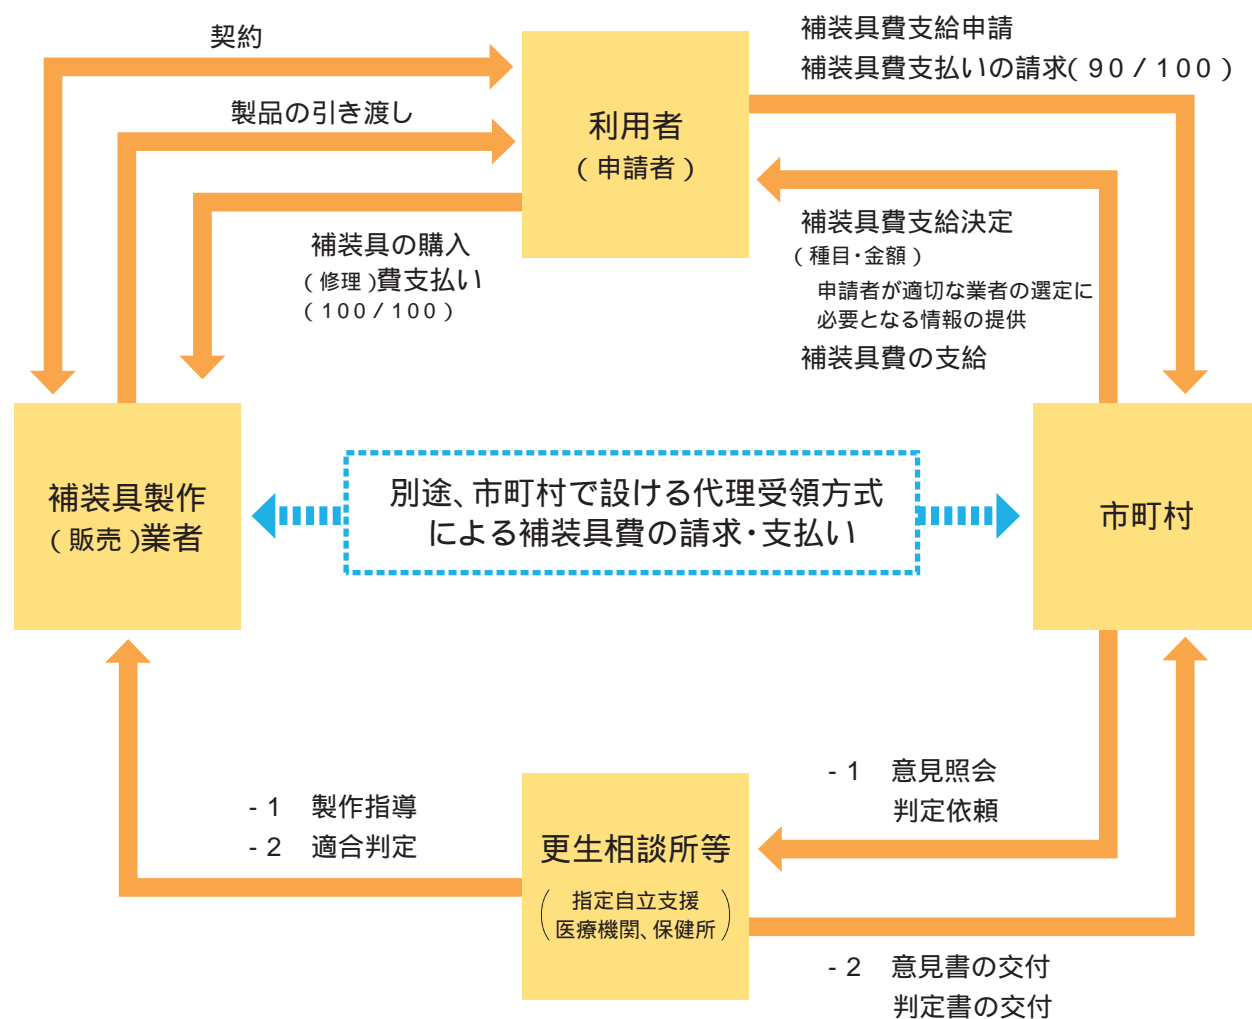 契約
補装具費支給申請
補装具費支払いの請求(90/100)
製品の引き渡し
利用者
(申請者)
補装具の購入
(修理)費支払い
(100/100)
補装具費支給決定
(種目・金額)
申請者が適切な業者の選定に
必要となる情報の提供
補装具費の支給
補装具製作
(販売)業者
別途、市町村で設ける代理受領方式
による補装具費の請求・支払い
市町村
-1 製作指導
-2 適合判定
更生相談所等
(指定自立支援
医療機関、保健所)
-1 意見照会
判定依頼
-2 意見書の交付
判定書の交付